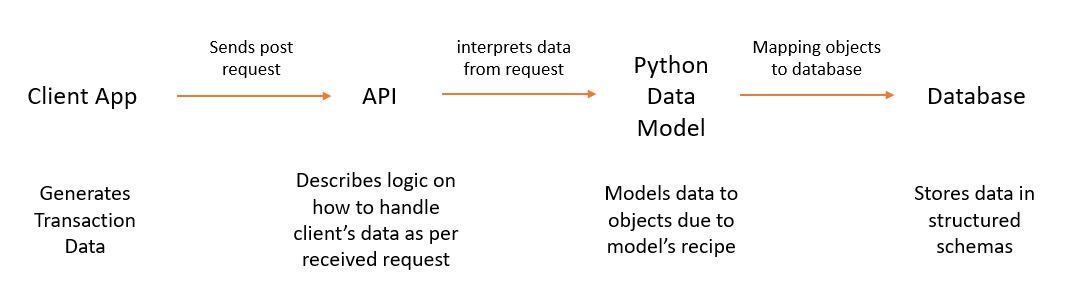 Sends post
request
interprets data
from request
Mapping objects
to database
Client App
API
Python
Data
Model
Database
Generates
Transaction
Data
Describes logic on
how to handle
client's data as per
received request
Models data to
objects due to
model's recipe
Stores data in
structured
schemas